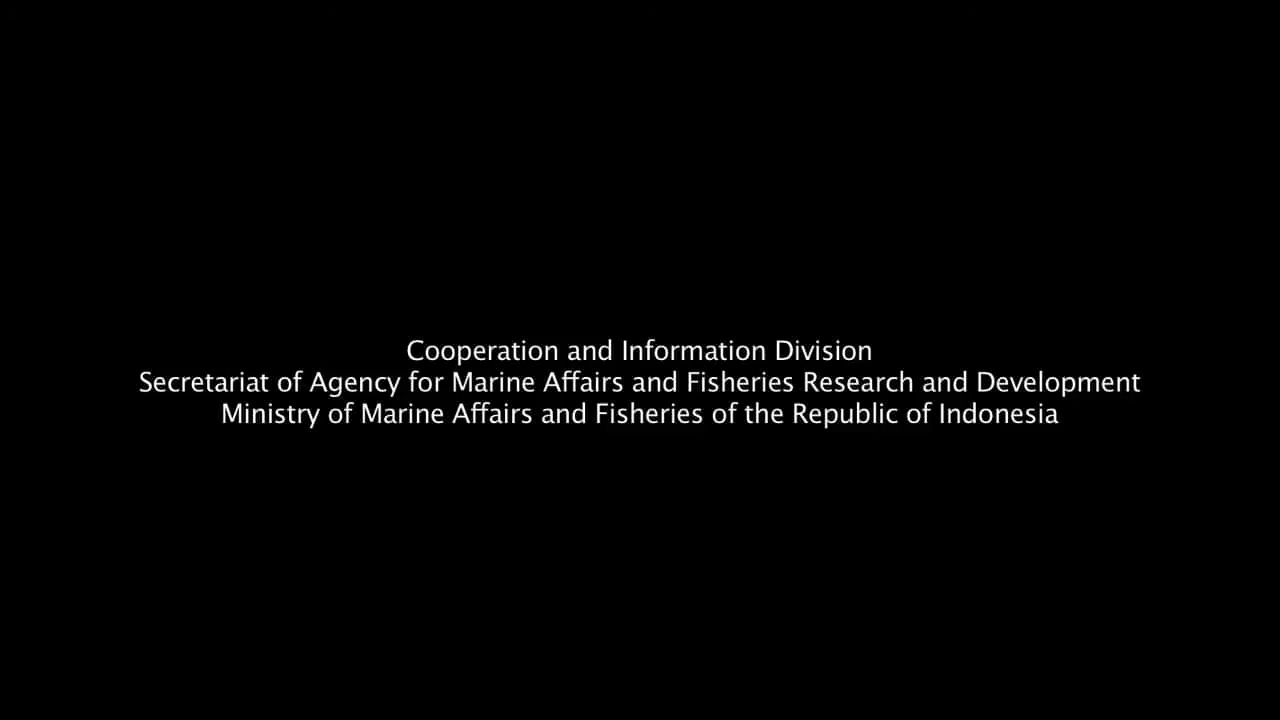 Cooperation and Information Division
Secretariat of Agency for Marine Affairs and Fisheries Research and Development
Ministry of Marine Affairs and Fisheries of the Republic of Indonesia